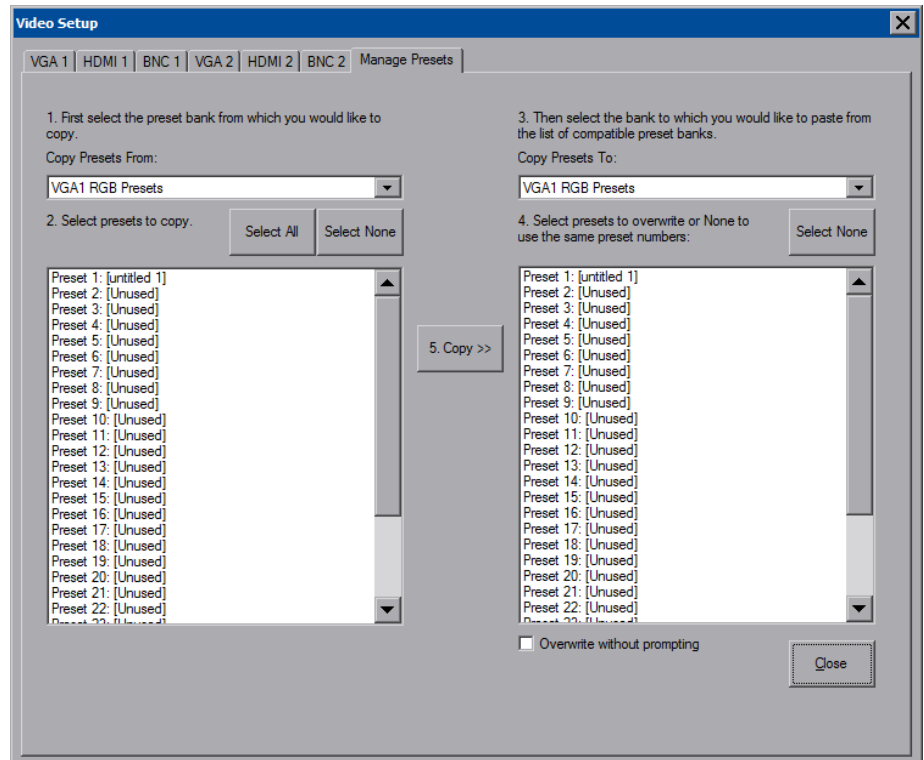 Video Setup
VGA 1 HDMI 1 BNC 1 VGA 2 HDMI 2 BNC 2 Manage Presets
1. First select the preset bank from which you would like to
copy.
Copy Presets From:
VGA1 RGB Presets
2. Select presets to copy.
Select All
Select None
Preset 1: [untitled 1]
Preset 2: [Unused]
Preset 3: [Unused]
Preset 4: [Unused]
Preset 5: [Unused]
Preset 6: [Unused]
Preset 7: [Unused]
Preset 8: [Unused]
Preset 9: [Unused]
Preset 10: [Unused]
Preset 11: [Unused]
Preset 12: [Unused]
Preset 13: [Unused]
Preset 14: [Unused]
Preset 15: [Unused]
Preset 16: [Unused]
Preset 17: [Unused]
Preset 18: [Unused]
Preset 19: [Unused]
Preset 20: [Unused]
Preset 21: [Unused]
Preset 22: [Unused]
Preset 23: [Unused]
5. Copy >>
3. Then select the bank to which you would like to paste from
the list of compatible preset banks.
Copy Presets To:
VGA1 RGB Presets
4. Select presets to overwrite or None to
use the same preset numbers:
Select None
Preset 1: [untitled 1]
Preset 2: [Unused]
Preset 3: [Unused]
Preset 4: [Unused]
Preset 5: [Unused]
Preset 6: [Unused]
Preset 7: [Unused]
Preset 8: [Unused]
Preset 9: [Unused]
Preset 10: [Unused]
Preset 11: [Unused]
Preset 12: [Unused]
Preset 13: [Unused]
Preset 14: [Unused]
Preset 15: [Unused]
Preset 16: [Unused]
Preset 17: [Unused]
Preset 18: [Unused]
Preset 19: [Unused]
Preset 20: [Unused]
Preset 21: [Unused]
Preset 22: [Unused]
Preset 23: [Unused]
Overwrite without prompting
Close